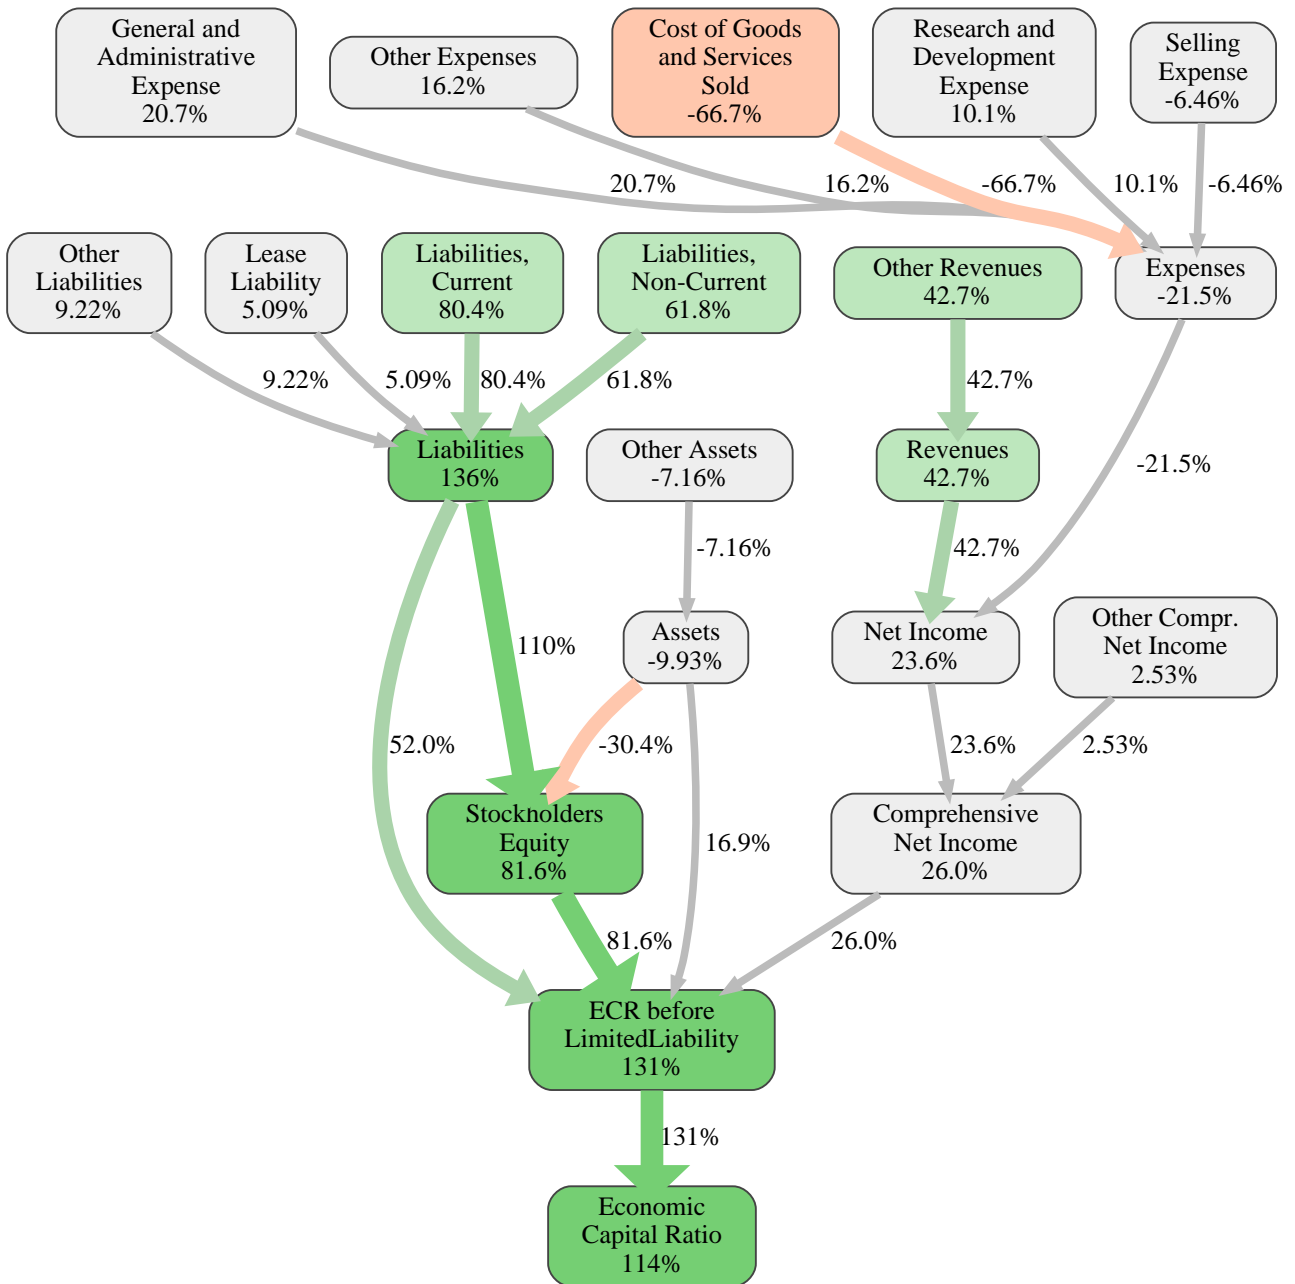 General and
Administrative
Expense
20.7%
Other Expenses
16.2%
Cost of Goods
and Services
Sold
-66.7%
Research and
Development
Expense
10.1%
Selling
Expense
-6.46%
20.7%
16.2%
-66.7%
10.1%
-6.46%
Other
Liabilities
9.22%
Lease
Liability
5.09%
Liabilities,
Current
80.4%
Liabilities,
Non-Current
61.8%
Other Revenues
42.7%
Expenses
-21.5%
9.22%
5.09%
80.4%
61.8%
42.7%
Liabilities
136%
Other Assets
-7.16%
Revenues
42.7%
-21.5%
-7.16%
42.7%
110%
Assets
-9.93%
Net Income
23.6%
Other Compr.
Net Income
2.53%
52.0%
-30.4%
23.6%
2.53%
Stockholders
Equity
81.6%
16.9%
Comprehensive
Net Income
26.0%
81.6%
26.0%
ECR before
LimitedLiability
131%
131%
Economic
Capital Ratio
114%